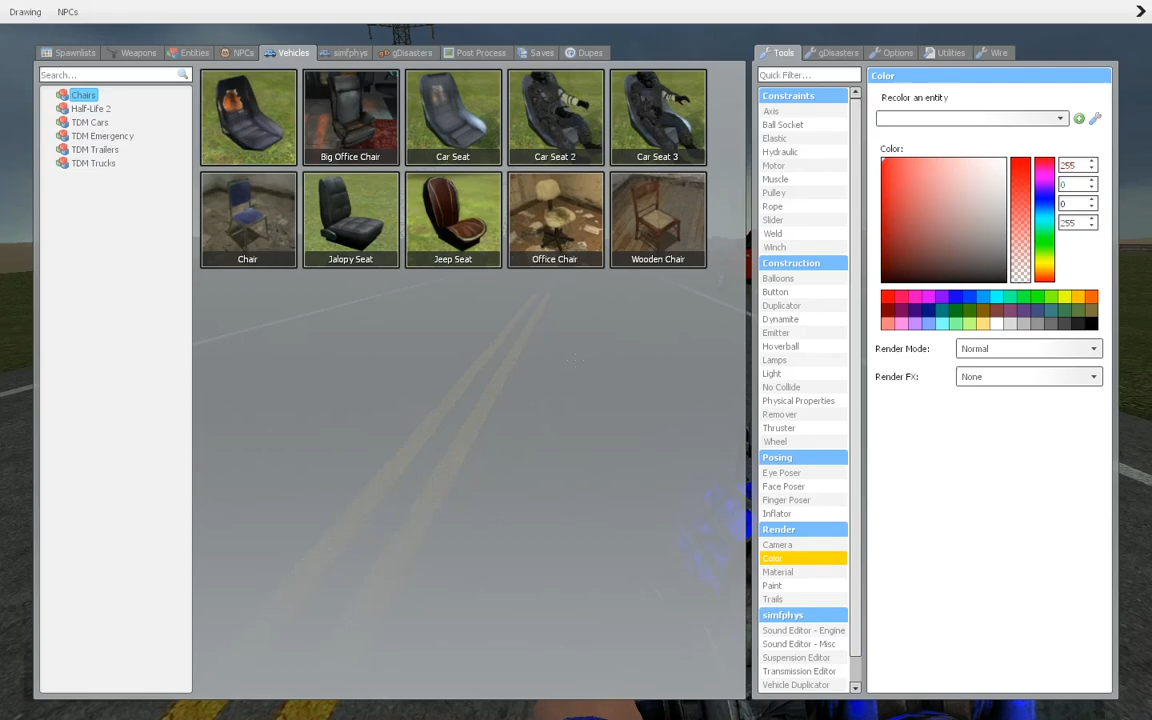 Drawing NPCs
Spawnlists Weapons Entities NPCs Vehicles simfphys gDisasters Post Process Saves Dupes
Search...
Chairs
Half-Life 2
TDM Cars
TDM Emergency
TDM Trailers
TDM Trucks
Big Office Chair Car Seat Car Seat 2 Car Seat 3
Chair Jalopy Seat Jeep Seat Office Chair Wooden Chair
Tools gDisasters Options Utilities Wire
Quick Filter...
Constraints
Axis
Ball Socket
Elastic
Hydraulic
Motor
Muscle
Pulley
Rope
Slider
Weld
Winch
Construction
Balloons
Button
Duplicator
Dynamite
Emitter
Hoverball
Lamps
Light
No Collide
Physical Properties
Remover
Thruster
Wheel
Posing
Eye Poser
Face Poser
Finger Poser
Inflator
Render
Camera
Color
Material
Paint
Trails
simfphys
Sound Editor - Engine
Sound Editor - Misc
Suspension Editor
Transmission Editor
Vehicle Duplicator
Color
Recolor an entity
Color:
255
0
0
255
Render Mode: Normal
Render FX: None